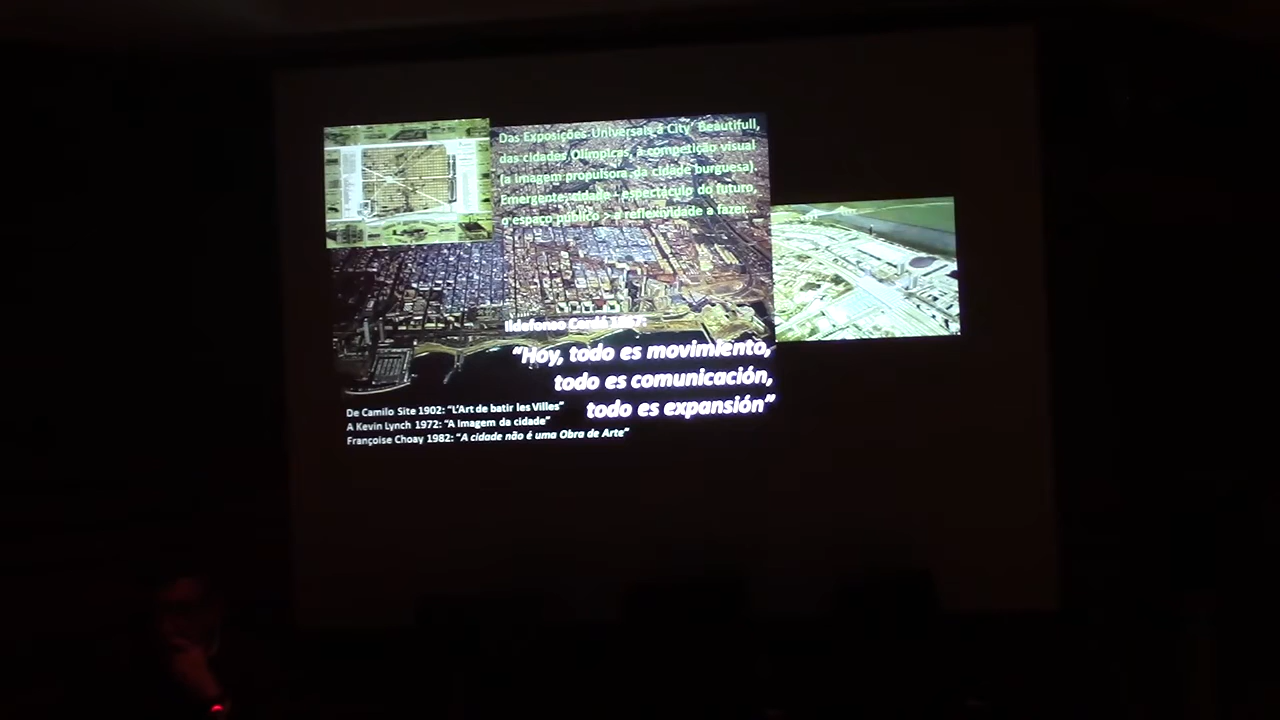 Das Exposições Universais á City' Beautifull,
das cidades Olímpicas, à competição visual
(a imagem propulsora da cidade burguesa).
Emergente, cidade - espectáculo do futuro,
o espaço público > a reflexividade a fazer...
Ildefonso Cerdà
"Hoy, todo es movimiento,
todo es comunicación,
todo es expansión"
De Camilo Site 1902: "L'Art de batir les Villes"
A Kevin Lynch 1972: "A Imagem da cidade"
Françoise Choay 1982: "A cidade não é uma Obra de Arte"